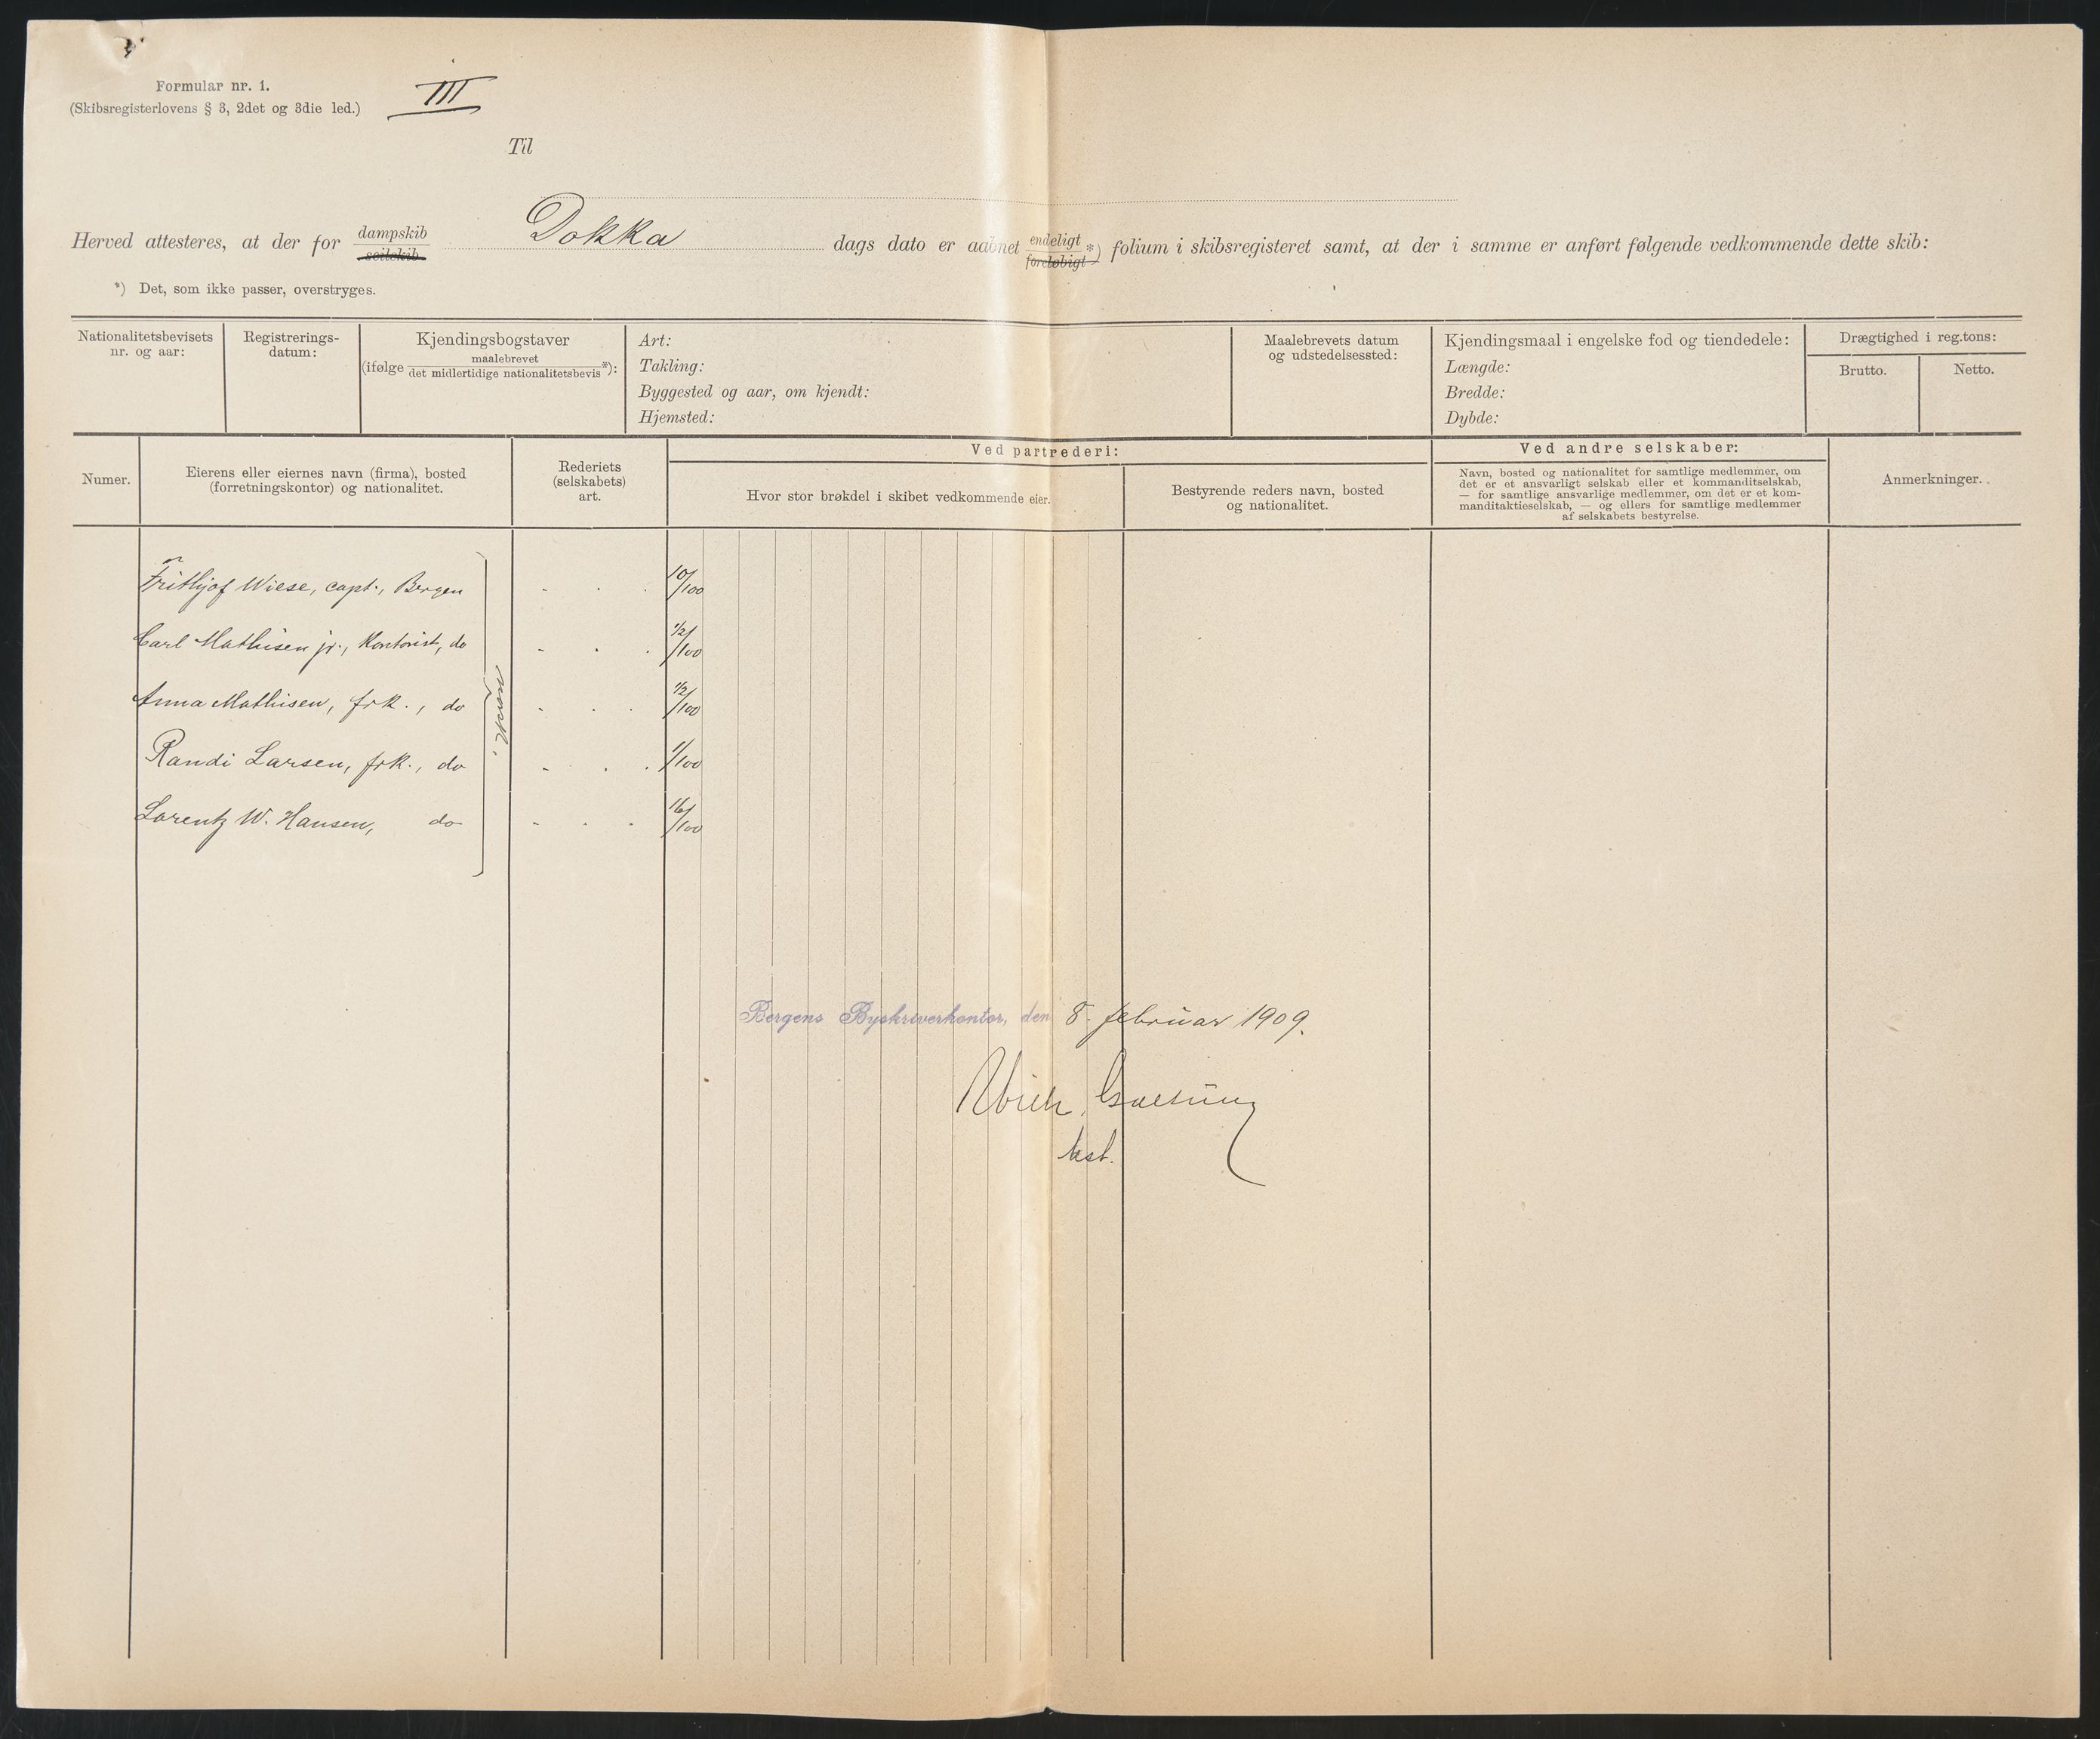 Formular nr. 1.
(Skibsregisterlovens § 3, 2det og 3die led.)
III
Til
Herved attesteres, at der for dampskib seilskib Dokka dags dato er aabnet endeligt foreløbigt *) folium i skibsregisteret samt, at der i samme er anført følgende vedkommende dette skib:
*) Det, som ikke passer, overstryges.
Nationalitetsbevisets
nr. og aar:
Registrerings-
datum:
Kjendingsbogstaver
(ifølge maalebrevet det midlertidige nationalitetsbevis *):
Art:
Takling:
Byggested og aar, om kjendt:
Hjemsted:
Maalebrevets datum
og udstedelsessted:
Kjendingsmaal i engelske fod og tiendedele:
Længde:
Bredde:
Dybde:
Drægtighed i reg.tons:
Brutto.
Netto.
Numer.
Eierens eller eiernes navn (firma), bosted
(forretningskontor) og nationalitet.
Rederiets
(selskabets)
art.
Ved partrederi:
Hvor stor brøkdel i skibet vedkommende eier.
Bestyrende reders navn, bosted
og nationalitet.
Ved andre selskaber:
Navn, bosted og nationalitet for samtlige medlemmer, om
det er et ansvarligt selskab eller et kommanditselskab,
— for samtlige ansvarlige medlemmer, om det er et kom-
manditaktieselskab, — og ellers for samtlige medlemmer
af selskabets bestyrelse.
Anmerkninger.
Frithjof Wiese, capt., Bergen - . . 10/100
Carl Mathisen jr., Kontorist, do - . . 1/2/100
Anna Mathisen, frk., do - . . 1/2/100
Randi Larsen, frk., do - . . 1/100
Lorentz W. Hansen, do - . . 16/100
norsk.
Bergens Byskriverkontor, den 8. februar 1909.